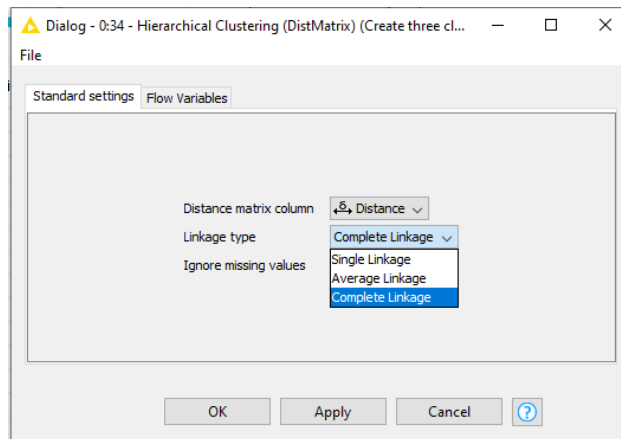 Dialog - 0:34 - Hierarchical Clustering (DistMatrix) (Create three cl...
File
Standard settings
Flow Variables
Distance matrix column
Distance
Linkage type
Complete Linkage
Ignore missing values
Single Linkage
Average Linkage
Complete Linkage
OK
Apply
Cancel
?